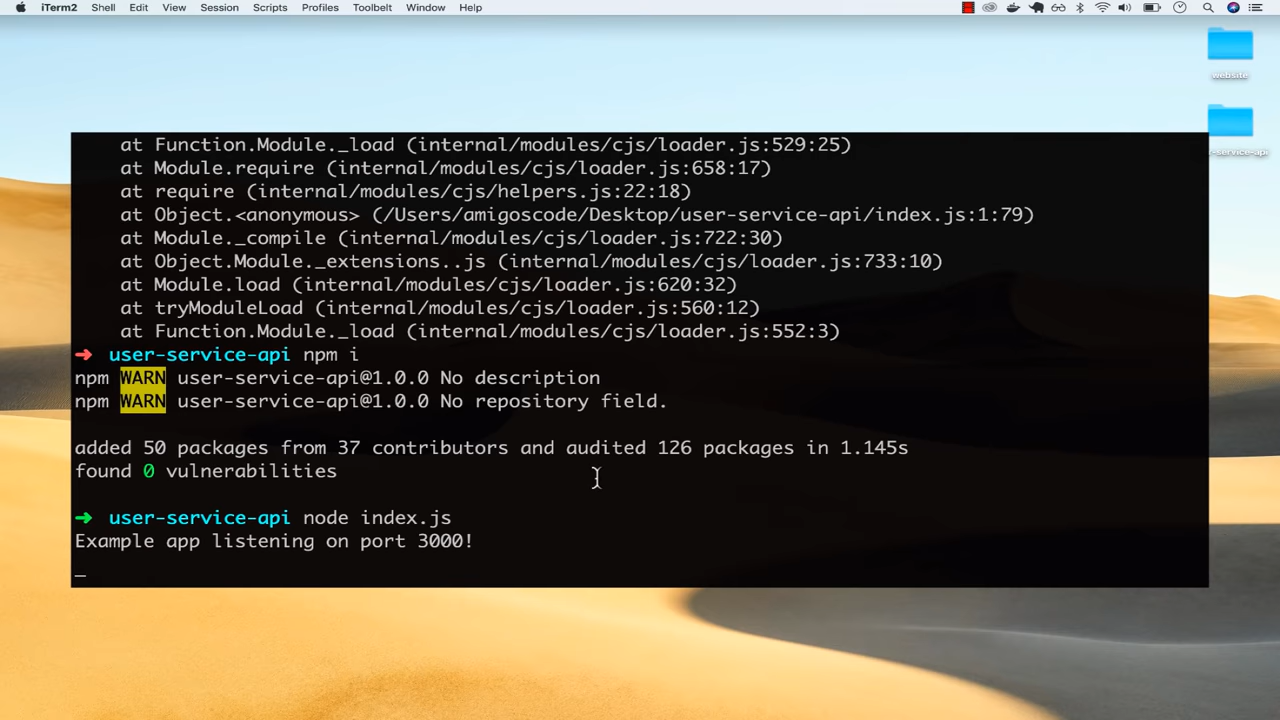 iTerm2 Shell Edit View Session Scripts Profiles Toolbelt Window Help
website
-service-api
at Function.Module._load (internal/modules/cjs/loader.js:529:25)
at Module.require (internal/modules/cjs/loader.js:658:17)
at require (internal/modules/cjs/helpers.js:22:18)
at Object.<anonymous> (/Users/amigoscode/Desktop/user-service-api/index.js:1:79)
at Module._compile (internal/modules/cjs/loader.js:722:30)
at Object.Module._extensions..js (internal/modules/cjs/loader.js:733:10)
at Module.load (internal/modules/cjs/loader.js:620:32)
at tryModuleLoad (internal/modules/cjs/loader.js:560:12)
at Function.Module._load (internal/modules/cjs/loader.js:552:3)
➜ user-service-api npm i
npm WARN user-service-api@1.0.0 No description
npm WARN user-service-api@1.0.0 No repository field.
added 50 packages from 37 contributors and audited 126 packages in 1.145s
found 0 vulnerabilities
➜ user-service-api node index.js
Example app listening on port 3000!